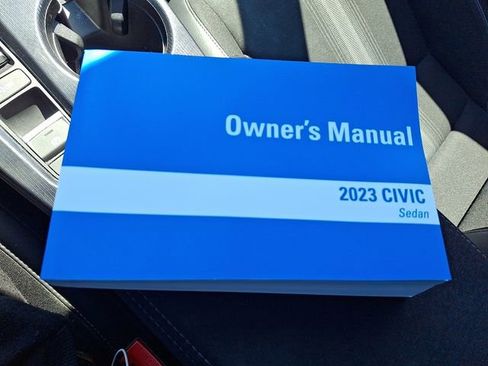 Owner's Manual
2023 CIVIC
Sedan